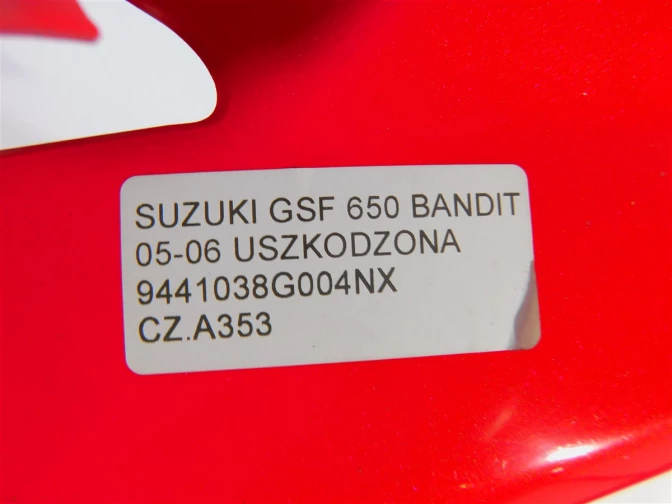 SUZUKI GSF 650 BANDIT
05-06 USZKODZONA
9441038G004NX
CZ.A353